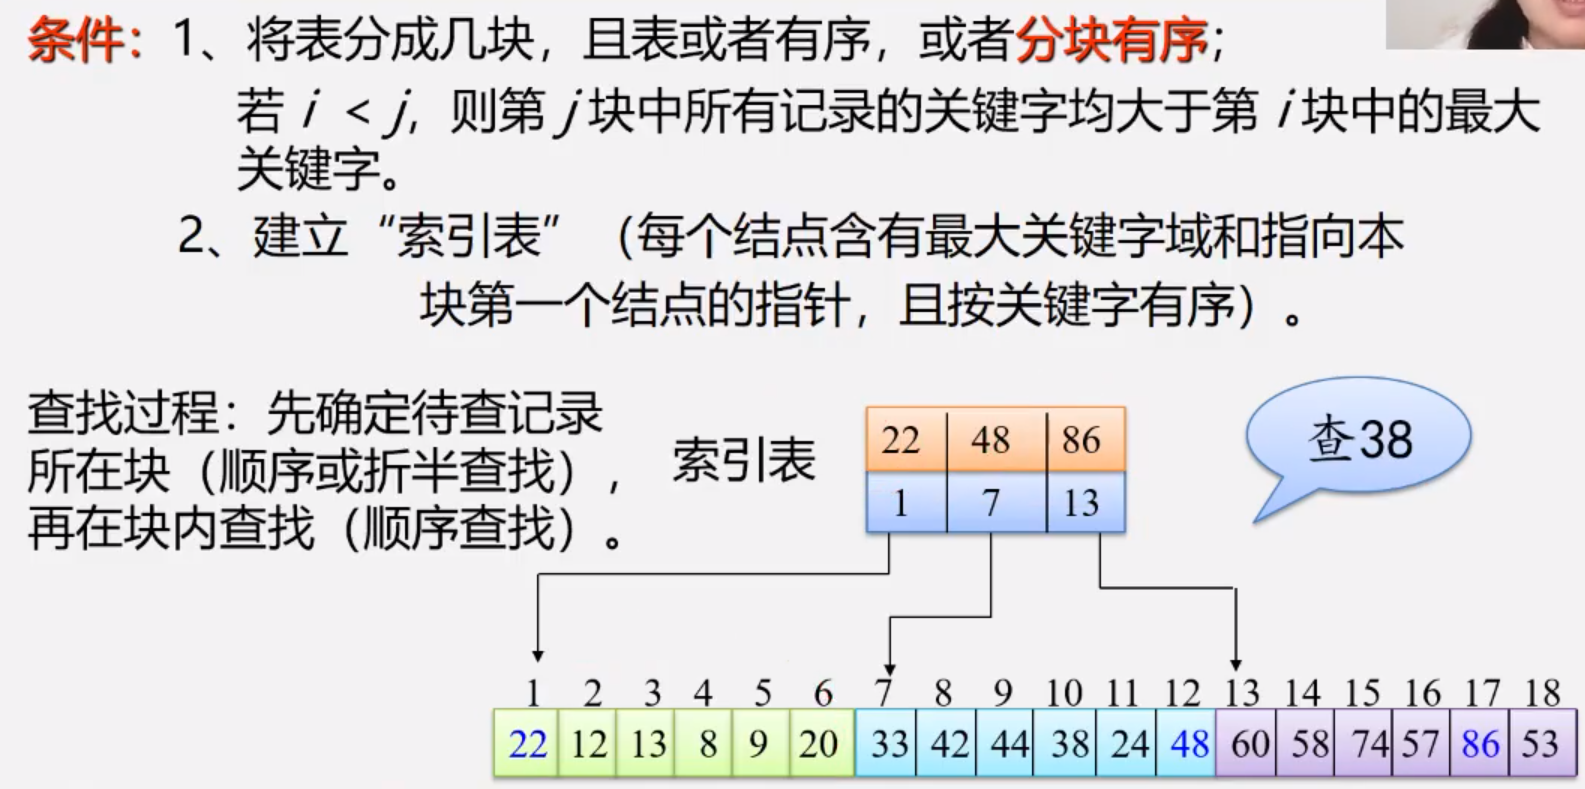 条件：1、将表分成几块，且表或者有序，或者分块有序；
若 i < j，则第 j 块中所有记录的关键字均大于第 i 块中的最大
关键字。
2、建立“索引表”（每个结点含有最大关键字域和指向本
块第一个结点的指针，且按关键字有序）。
查找过程：先确定待查记录
所在块（顺序或折半查找），
再在块内查找（顺序查找）。
索引表
22 48 86
1 7 13
查38
1 2 3 4 5 6 7 8 9 10 11 12 13 14 15 16 17 18
22 12 13 8 9 20 33 42 44 38 24 48 60 58 74 57 86 53